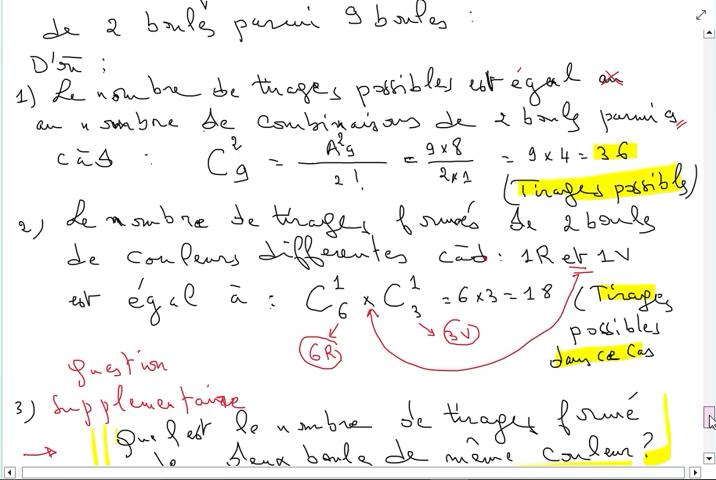 de 2 boulés parmi 9 boules :
D'où :
1) Le nombre de tirages possibles est égal au
au nombre de combinaisons de 2 boules parmi 9
càd : C²₉ = A²₉ / 2! = 9×8 / 2×1 = 9×4 = 36
(Tirages possibles)
2) Le nombre de tirages formés de 2 boules
de couleurs différentes càd : 1R et 1V
est égal à : C¹₆ × C¹₃ = 6×3 = 18 (Tirages
possibles
dans ce cas
6R 3V
Question
3) Supplementaire
→ Quel est le nombre de tirages formé
de deux boule de même couleur ?